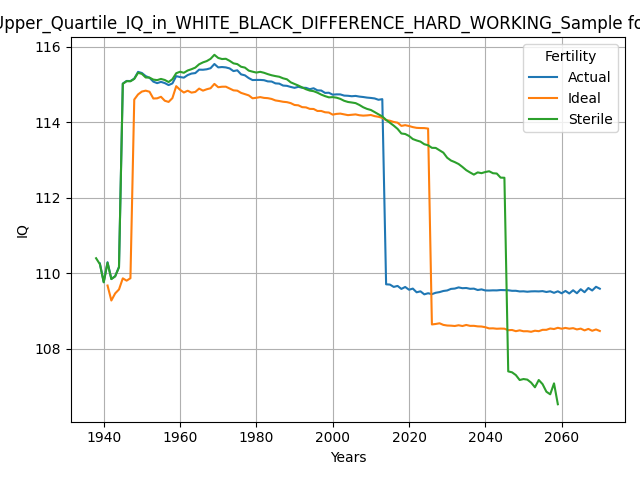 Upper_Quartile_IQ_in_WHITE_BLACK_DIFFERENCE_HARD_WORKING_Sample fo
116
114
112
110
108
IQ
Fertility
Actual
Ideal
Sterile
1940
1960
1980
2000
2020
2040
2060
Years